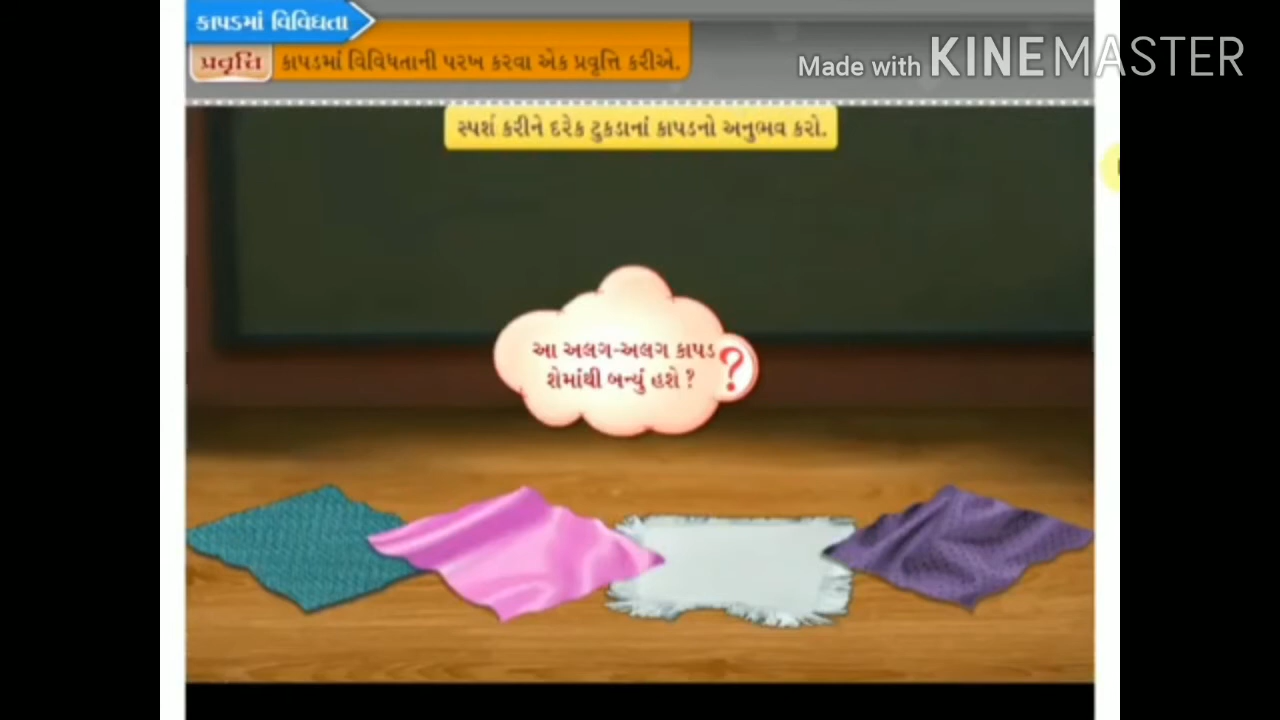 કાપડમાં વિવિધતા
પ્રવૃત્તિ કાપડમાં વિવિધતાની પરખ કરવા એક પ્રવૃત્તિ કરીએ.
Made with KINEMASTER
સ્પર્શ કરીને દરેક ટુકડાનાં કાપડનો અનુભવ કરો.
આ અલગ-અલગ કાપડ
શેમાંથી બન્યું હશે ?
?